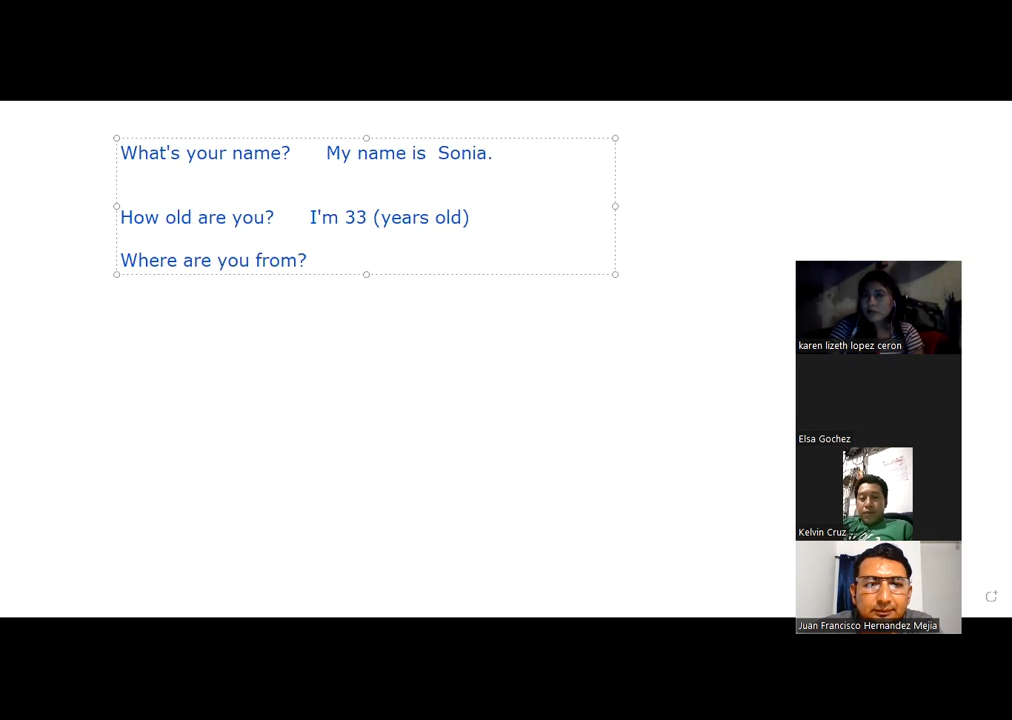 What's your name? My name is Sonia.
How old are you? I'm 33 (years old)
Where are you from?
karen lizeth lopez ceron
Elsa Gochez
Kelvin Cruz
Juan Francisco Hernandez Mejia